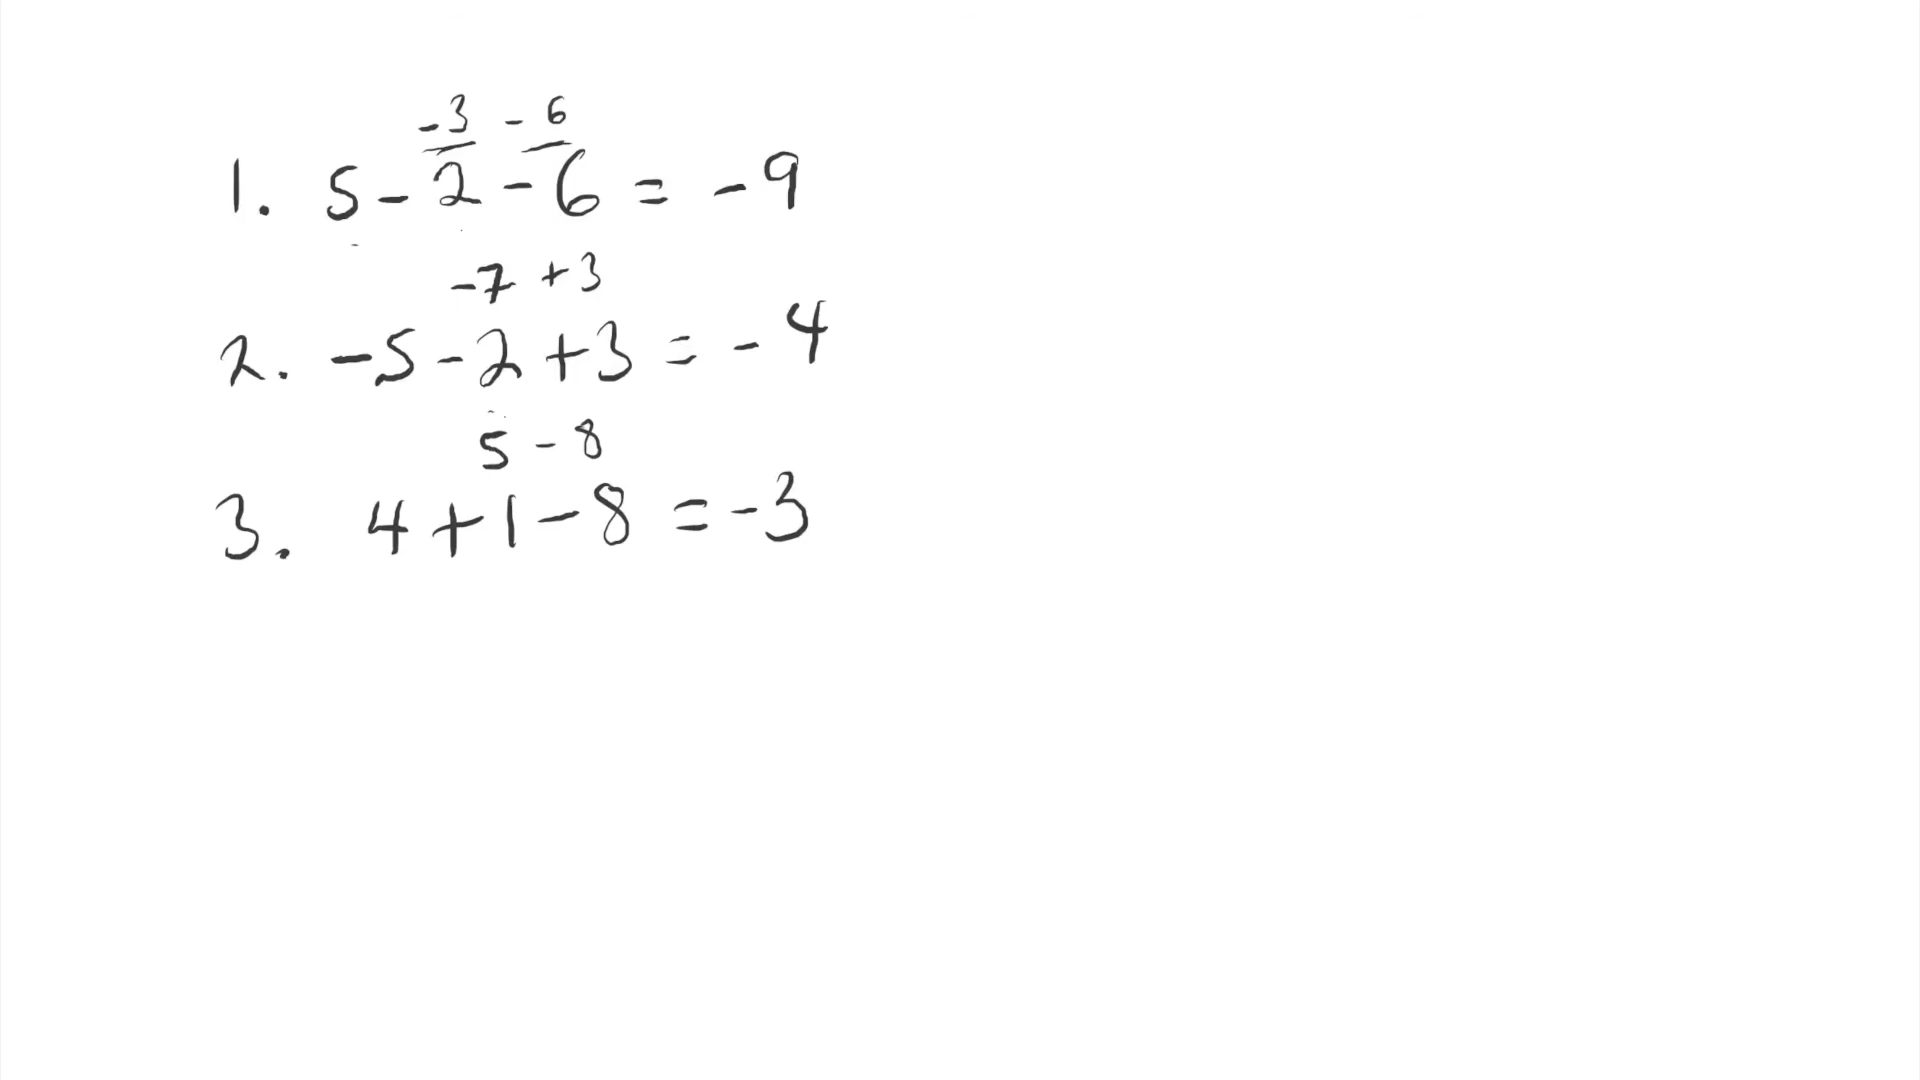 -3 - 6
1. 5 - 2 - 6 = - 9
-7 + 3
2. -5 - 2 + 3 = - 4
5 - 8
3. 4 + 1 - 8 = -3